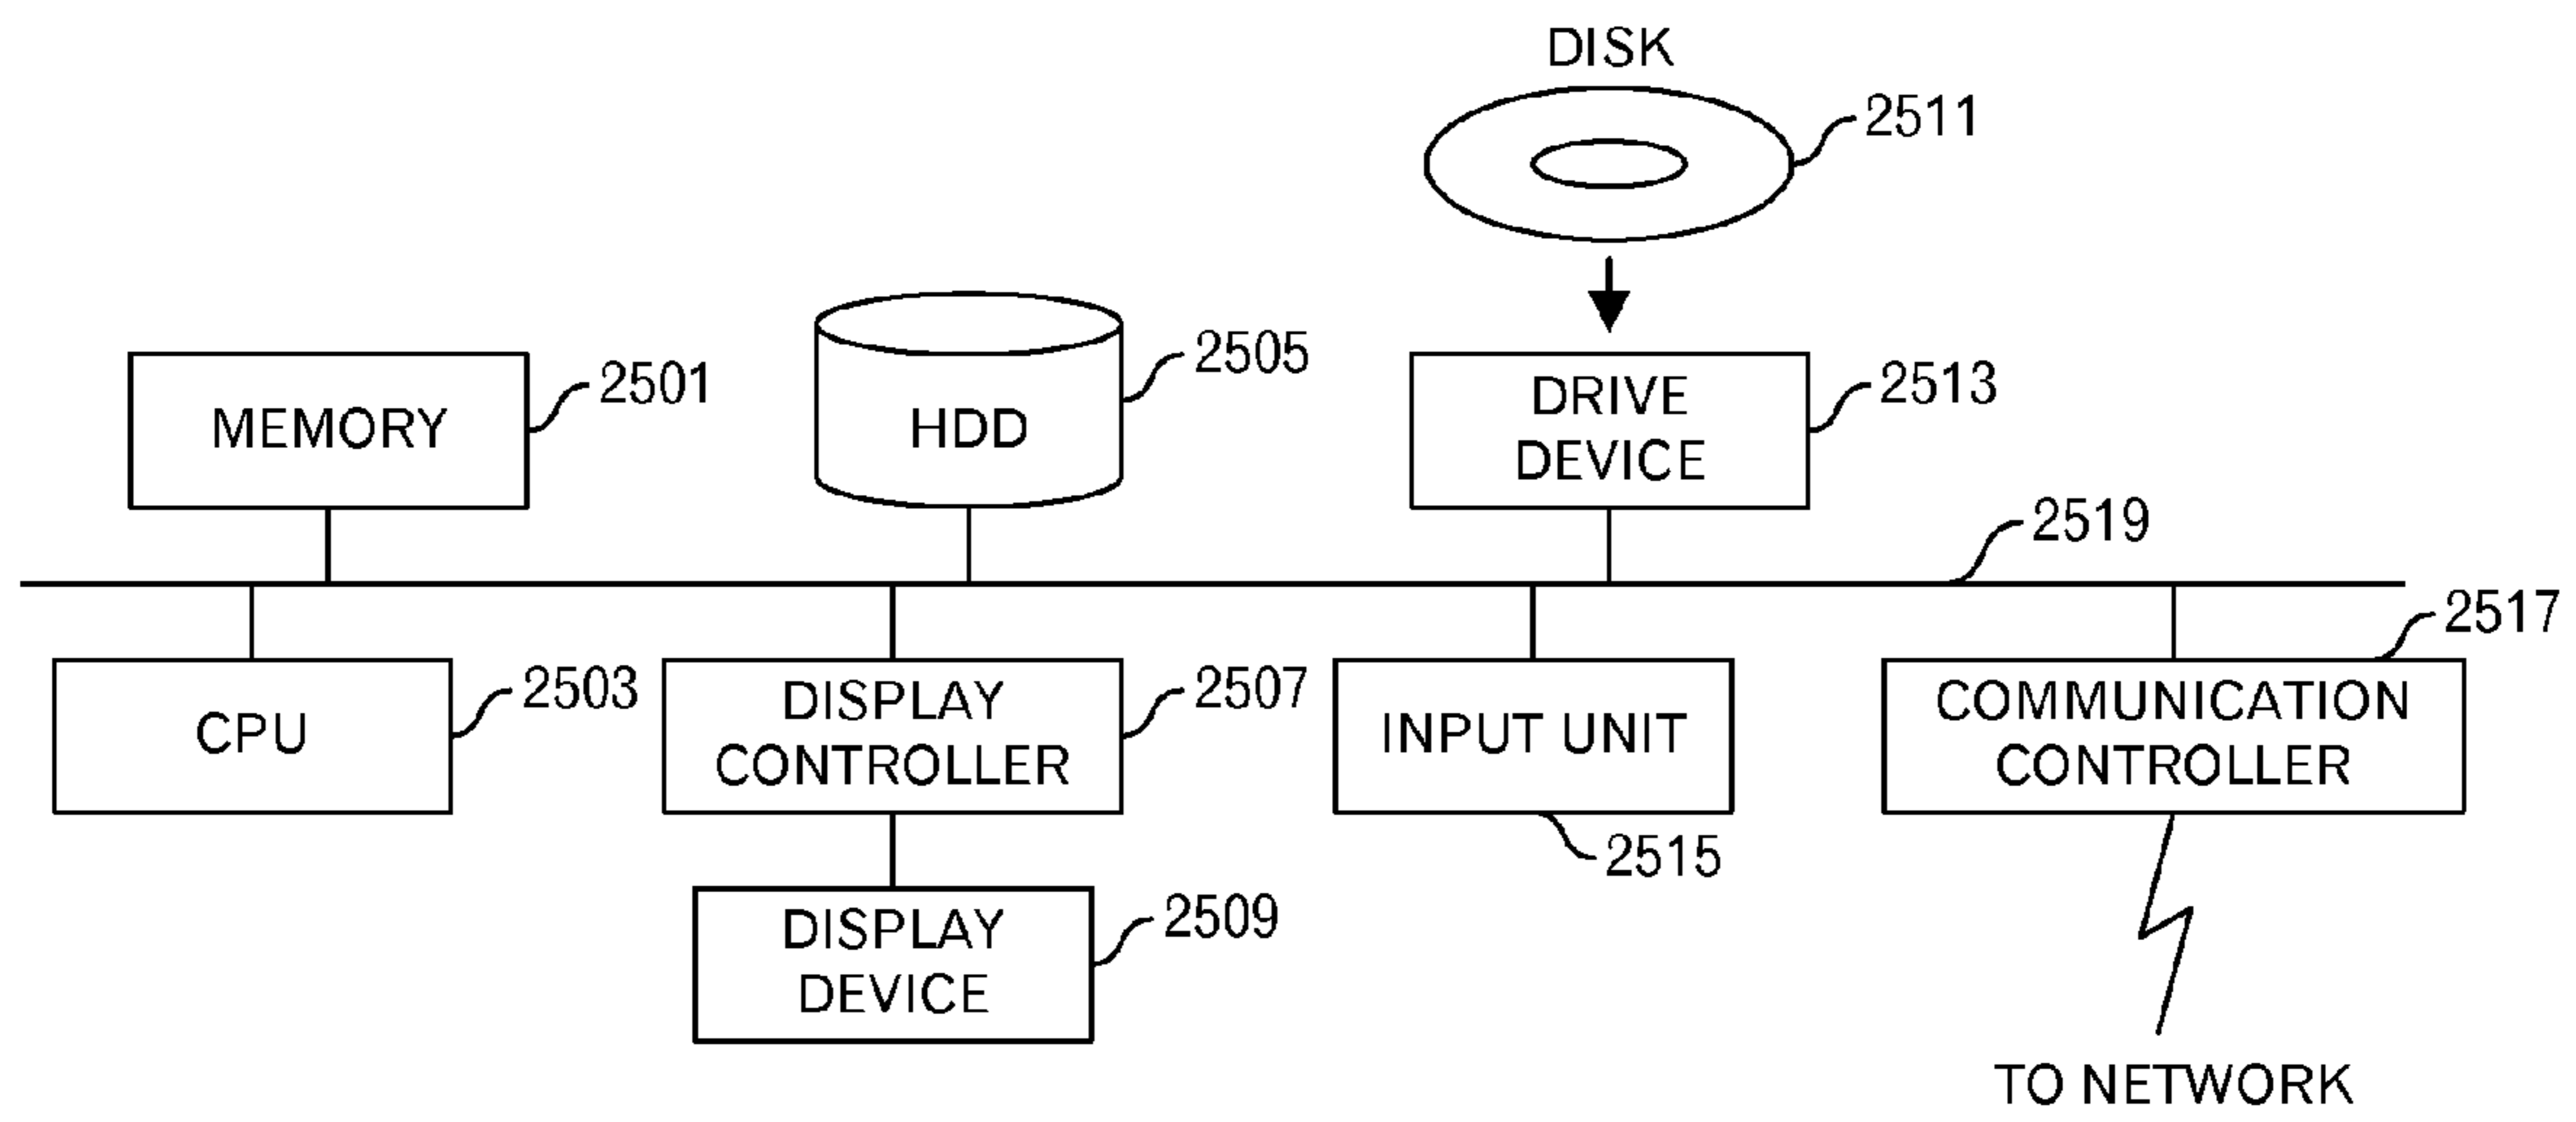 DISK
2511
2505
2501
MEMORY
HDD
DRIVE
DEVICE
2513
2519
2517
CPU
2503
DISPLAY
CONTROLLER
2507
INPUT UNIT
2515
COMMUNICATION
CONTROLLER
DISPLAY
DEVICE
2509
TO NETWORK